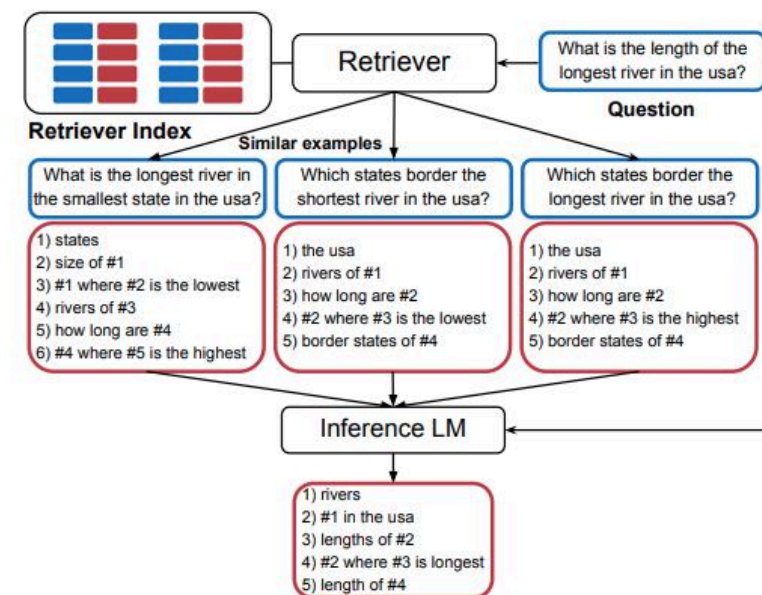 Retriever
What is the length of the
longest river in the usa?
Question
Retriever Index
Similar examples
What is the longest river in
the smallest state in the usa?
Which states border the
shortest river in the usa?
Which states border the
longest river in the usa?
1) states
2) size of #1
3) #1 where #2 is the lowest
4) rivers of #3
5) how long are #4
6) #4 where #5 is the highest
1) the usa
2) rivers of #1
3) how long are #2
4) #2 where #3 is the lowest
5) border states of #4
1) the usa
2) rivers of #1
3) how long are #2
4) #2 where #3 is the highest
5) border states of #4
Inference LM
1) rivers
2) #1 in the usa
3) lengths of #2
4) #2 where #3 is longest
5) length of #4